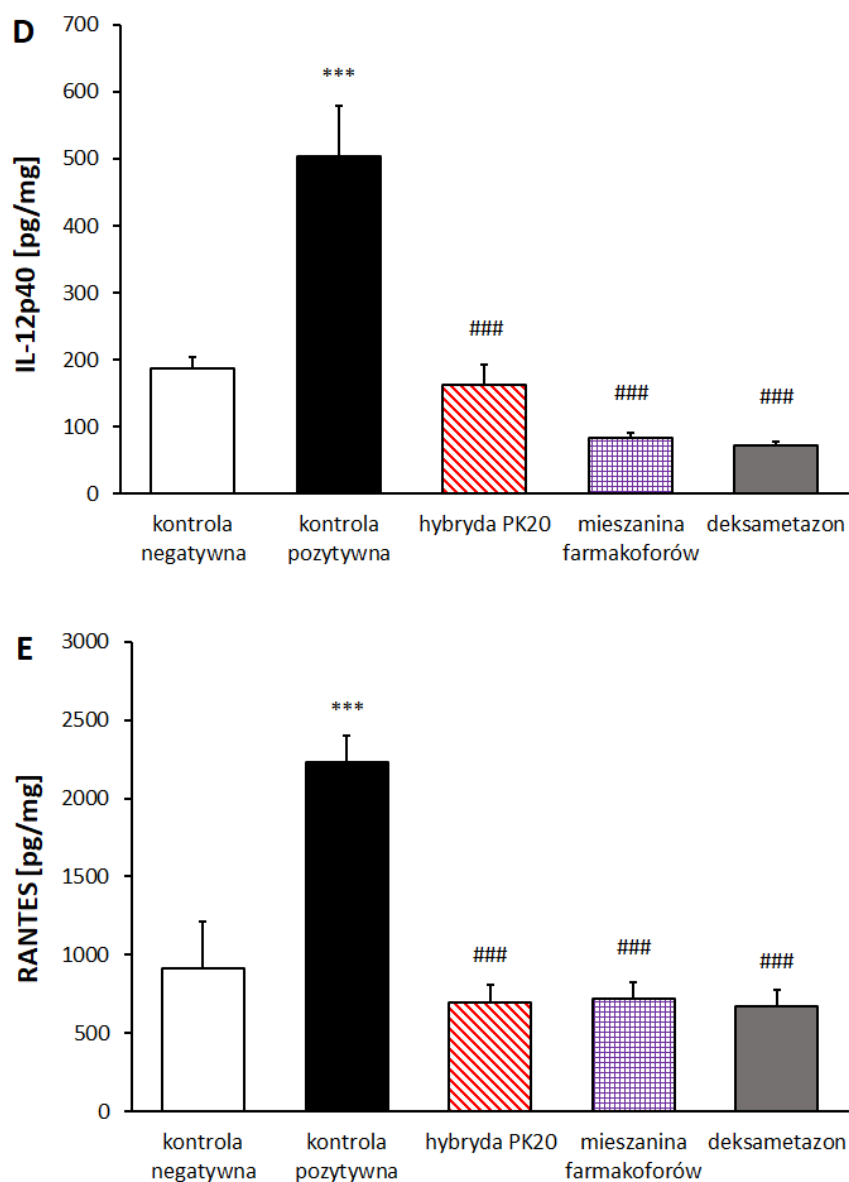 D
IL-12p40 [pg/mg]
700
600
500
400
300
200
100
0
***
###
###
###
kontrola
negatywna
kontrola
pozytywna
hybryda PK20
mieszanina
farmakoforów
deksametazon
E
RANTES [pg/mg]
3000
2500
2000
1500
1000
500
0
***
###
###
###
kontrola
negatywna
kontrola
pozytywna
hybryda PK20
mieszanina
farmakoforów
deksametazon